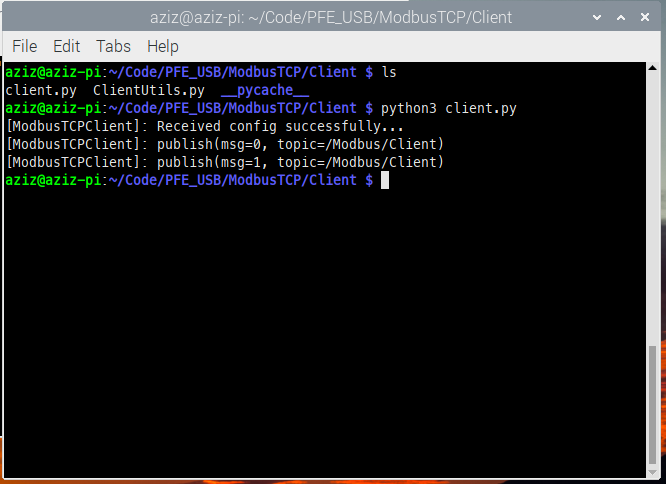 aziz@aziz-pi: ~/Code/PFE_USB/ModbusTCP/Client
File Edit Tabs Help
aziz@aziz-pi:~/Code/PFE_USB/ModbusTCP/Client $ ls
client.py  ClientUtils.py  __pycache__
aziz@aziz-pi:~/Code/PFE_USB/ModbusTCP/Client $ python3 client.py
[ModbusTCPClient]: Received config successfully...
[ModbusTCPClient]: publish(msg=0, topic=/Modbus/Client)
[ModbusTCPClient]: publish(msg=1, topic=/Modbus/Client)
aziz@aziz-pi:~/Code/PFE_USB/ModbusTCP/Client $